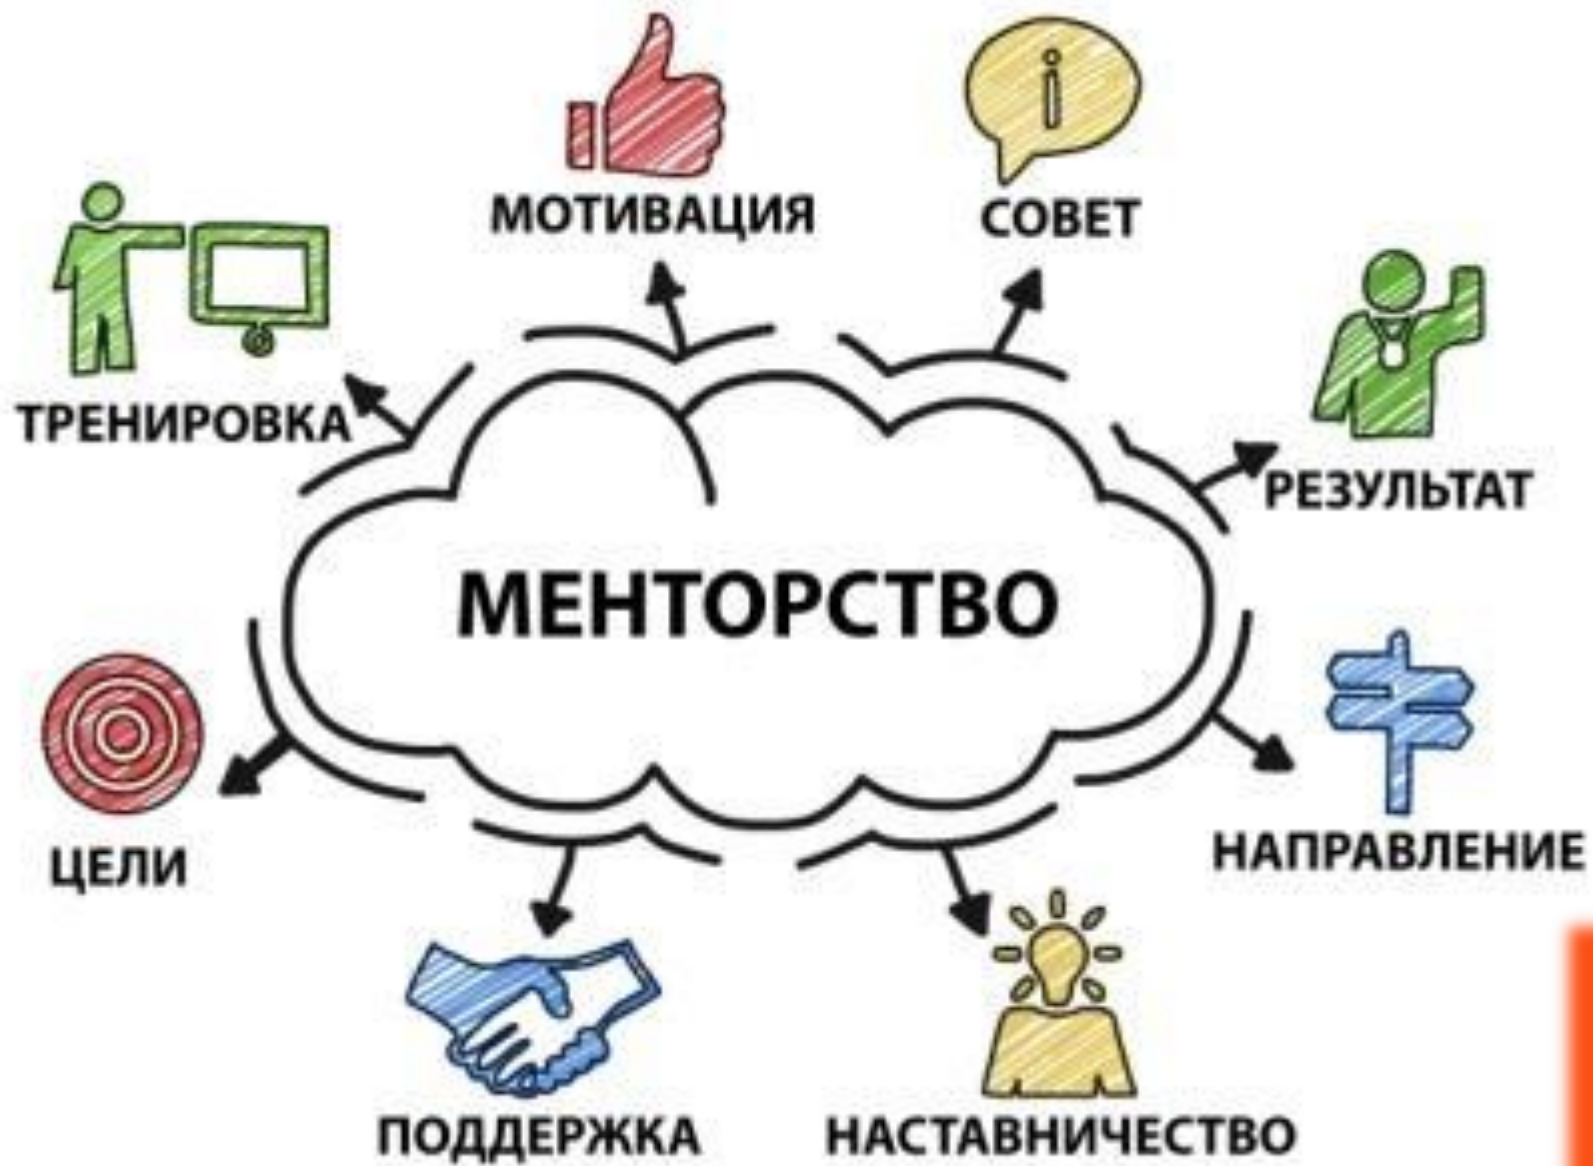 МОТИВАЦИЯ
СОВЕТ
ТРЕНИРОВКА
РЕЗУЛЬТАТ
МЕНТОРСТВО
ЦЕЛИ
НАПРАВЛЕНИЕ
ПОДДЕРЖКА
НАСТАВНИЧЕСТВО